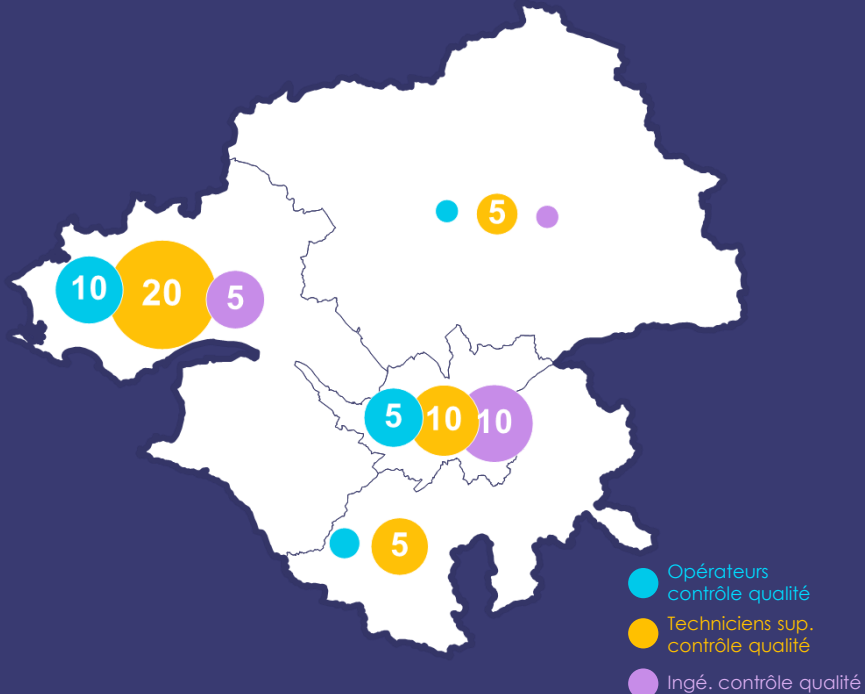 5
10
20
5
5
10
10
5
Opérateurs
contrôle qualité
Techniciens sup.
contrôle qualité
Ingé. contrôle qualité